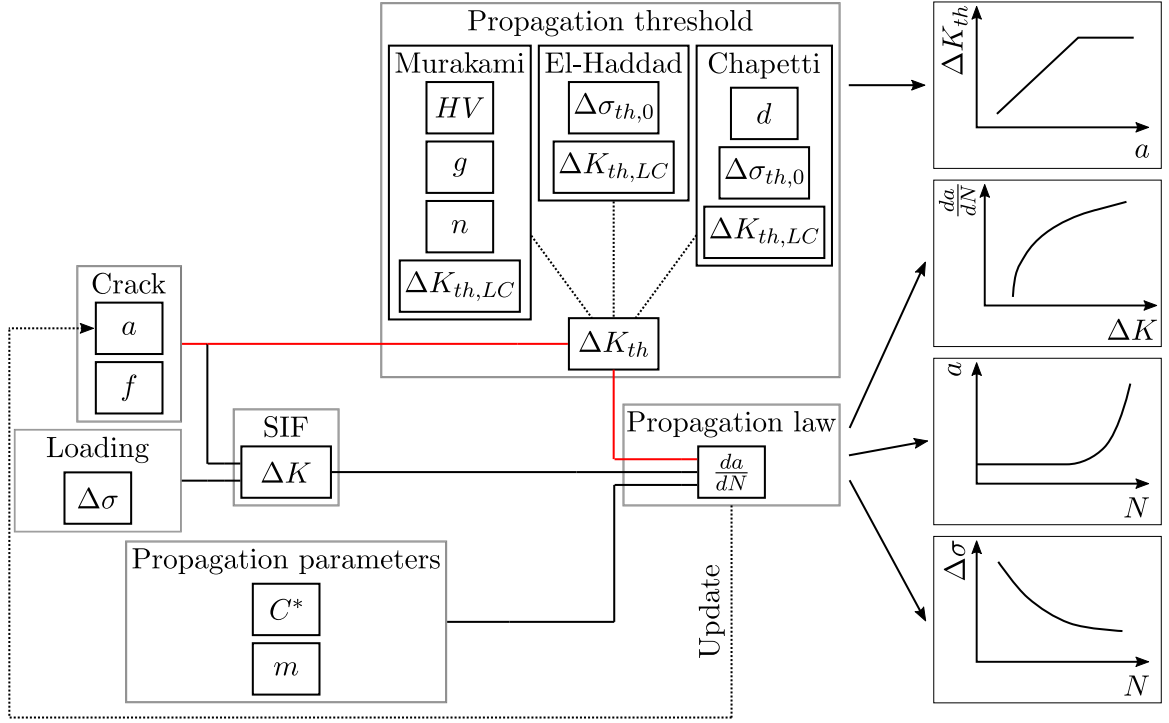 Propagation threshold
Murakami
HV
g
n
ΔK_{th,LC}
El-Haddad
Δσ_{th,0}
ΔK_{th,LC}
Chapetti
d
Δσ_{th,0}
ΔK_{th,LC}
ΔK_{th}
Crack
a
f
Loading
Δσ
SIF
ΔK
Propagation law
da
dN
Propagation parameters
C*
m
Update
ΔK_{th}
a
da
dN
ΔK
a
N
Δσ
N